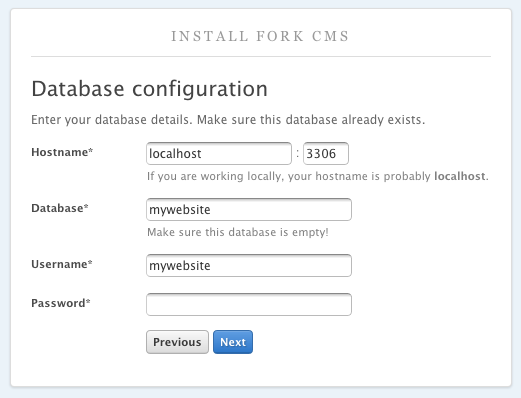 INSTALL FORK CMS
Database configuration
Enter your database details. Make sure this database already exists.
Hostname* localhost : 3306
If you are working locally, your hostname is probably localhost.
Database* mywebsite
Make sure this database is empty!
Username* mywebsite
Password*
Previous Next